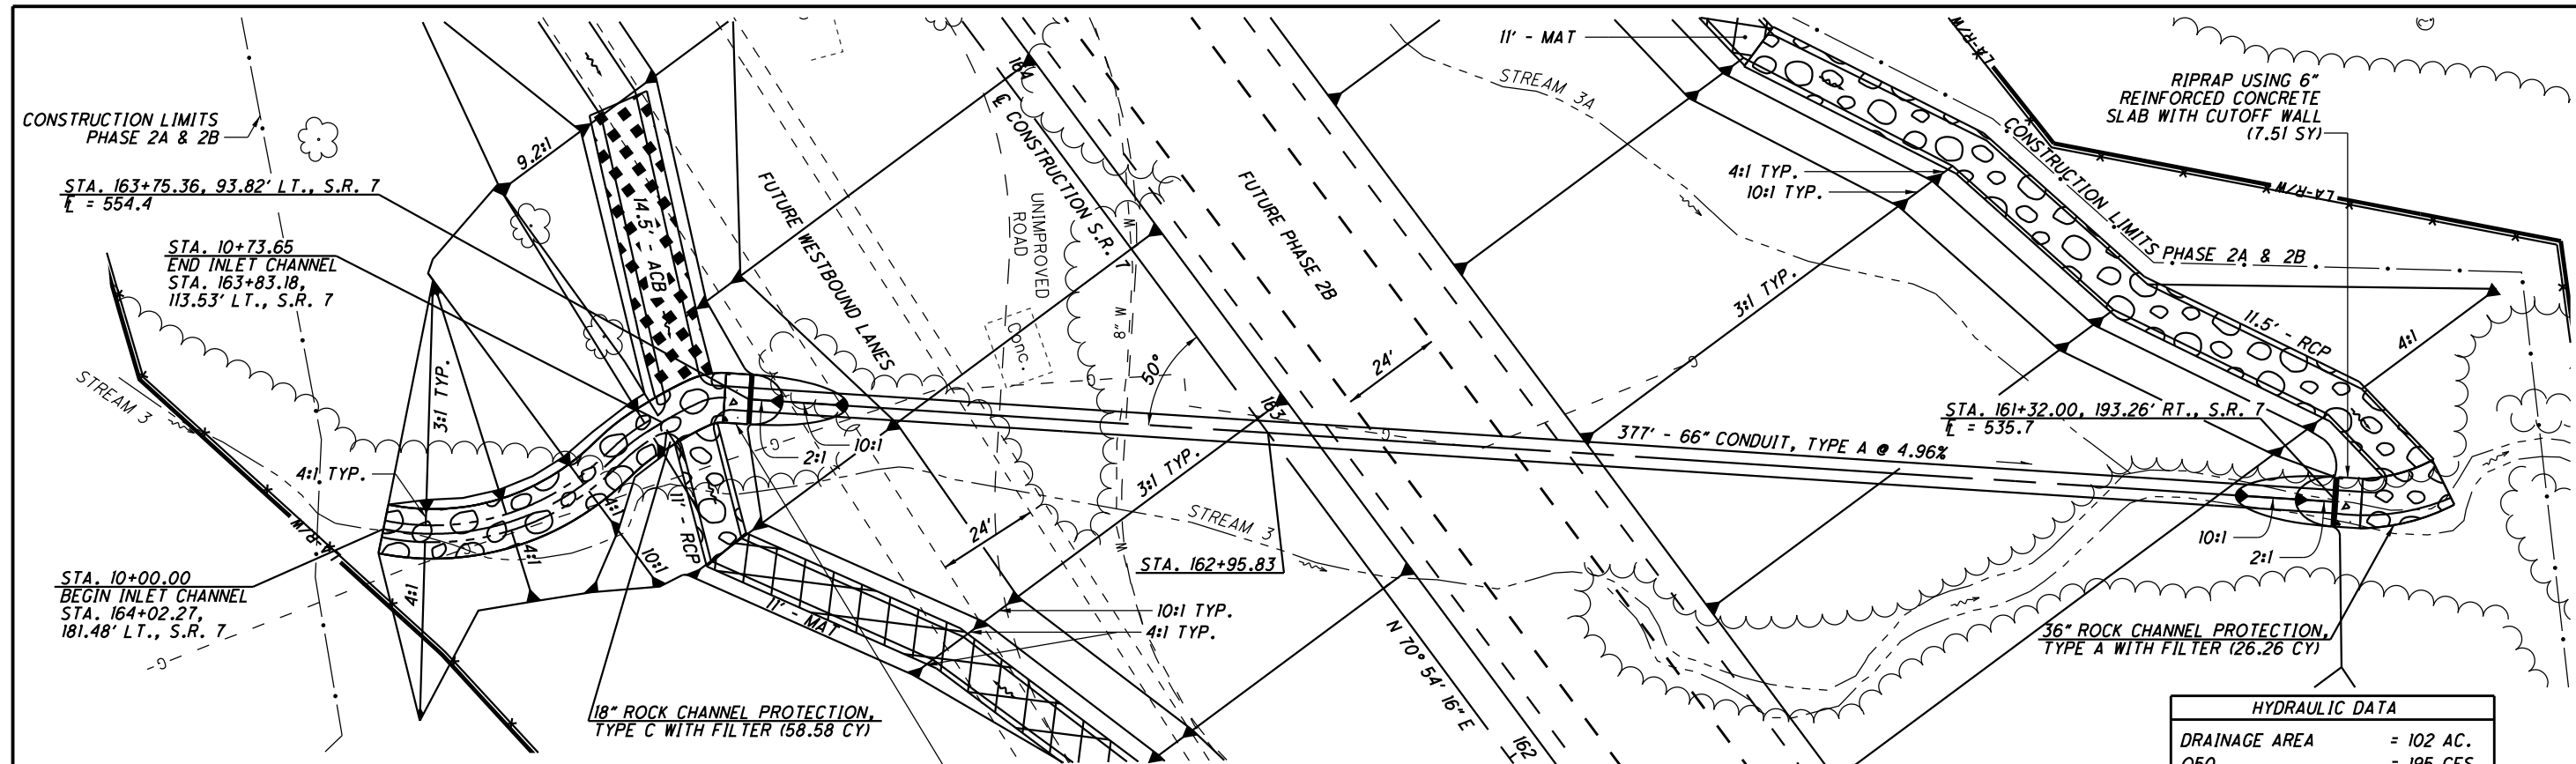 11' - MAT
STREAM 3A
LA-R/W
RIPRAP USING 6"
REINFORCED CONCRETE
SLAB WITH CUTOFF WALL
(7.51 SY)
CONSTRUCTION LIMITS
PHASE 2A & 2B
164
℄ CONSTRUCTION S.R. 7
9.2:1
CONSTRUCTION LIMITS
PHASE 2A & 2B
4:1 TYP.
10:1 TYP.
LA-R/W
STA. 163+75.36, 93.82' LT., S.R. 7
= 554.4
14.5' - ACB
FUTURE WESTBOUND LANES
UNIMPROVED
ROAD
FUTURE PHASE 2B
STA. 10+73.65
END INLET CHANNEL
STA. 163+83.18,
113.53' LT., S.R. 7
3:1 TYP.
8" W
W
Conc.
50°
24'
11.5' - RCP
4:1
STREAM 3
3:1 TYP.
G
163
STA. 161+32.00, 193.26' RT., S.R. 7
= 535.7
377' - 66" CONDUIT, TYPE A @ 4.96%
10:1
2:1
4:1 TYP.
3:1 TYP.
4:1
11' - RCP
24'
STREAM 3
LA-R/W
4:1
10:1
STA. 162+95.83
10:1
2:1
STA. 10+00.00
BEGIN INLET CHANNEL
STA. 164+02.27,
181.48' LT., S.R. 7
4:1
G
11' - MAT
10:1 TYP.
4:1 TYP.
N 70° 54' 16" E
162
36" ROCK CHANNEL PROTECTION,
TYPE A WITH FILTER (26.26 CY)
18" ROCK CHANNEL PROTECTION,
TYPE C WITH FILTER (58.58 CY)
HYDRAULIC DATA
DRAINAGE AREA = 102 AC.
Q50 = 195 CFS